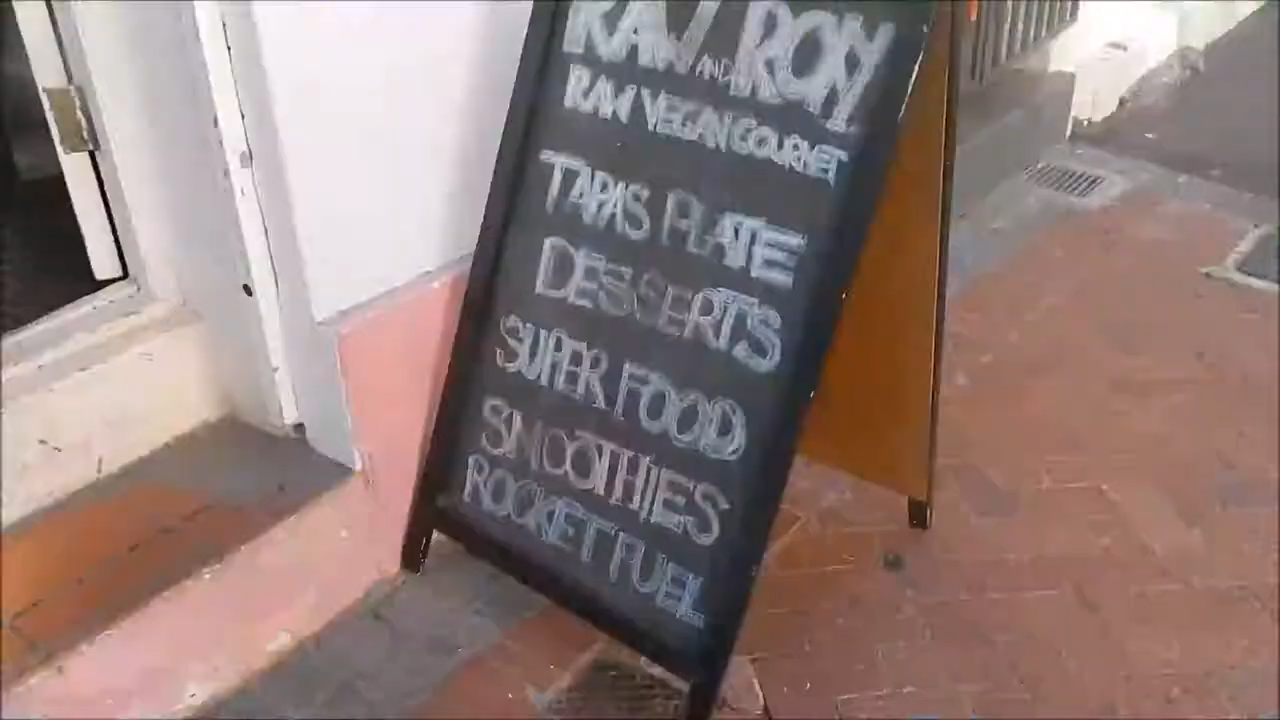 RAW AND ROXY
RAW VEGAN GOURMET
TAPAS PLATE
DESSERTS
SUPER FOOD
SMOOTHIES
ROCKET FUEL